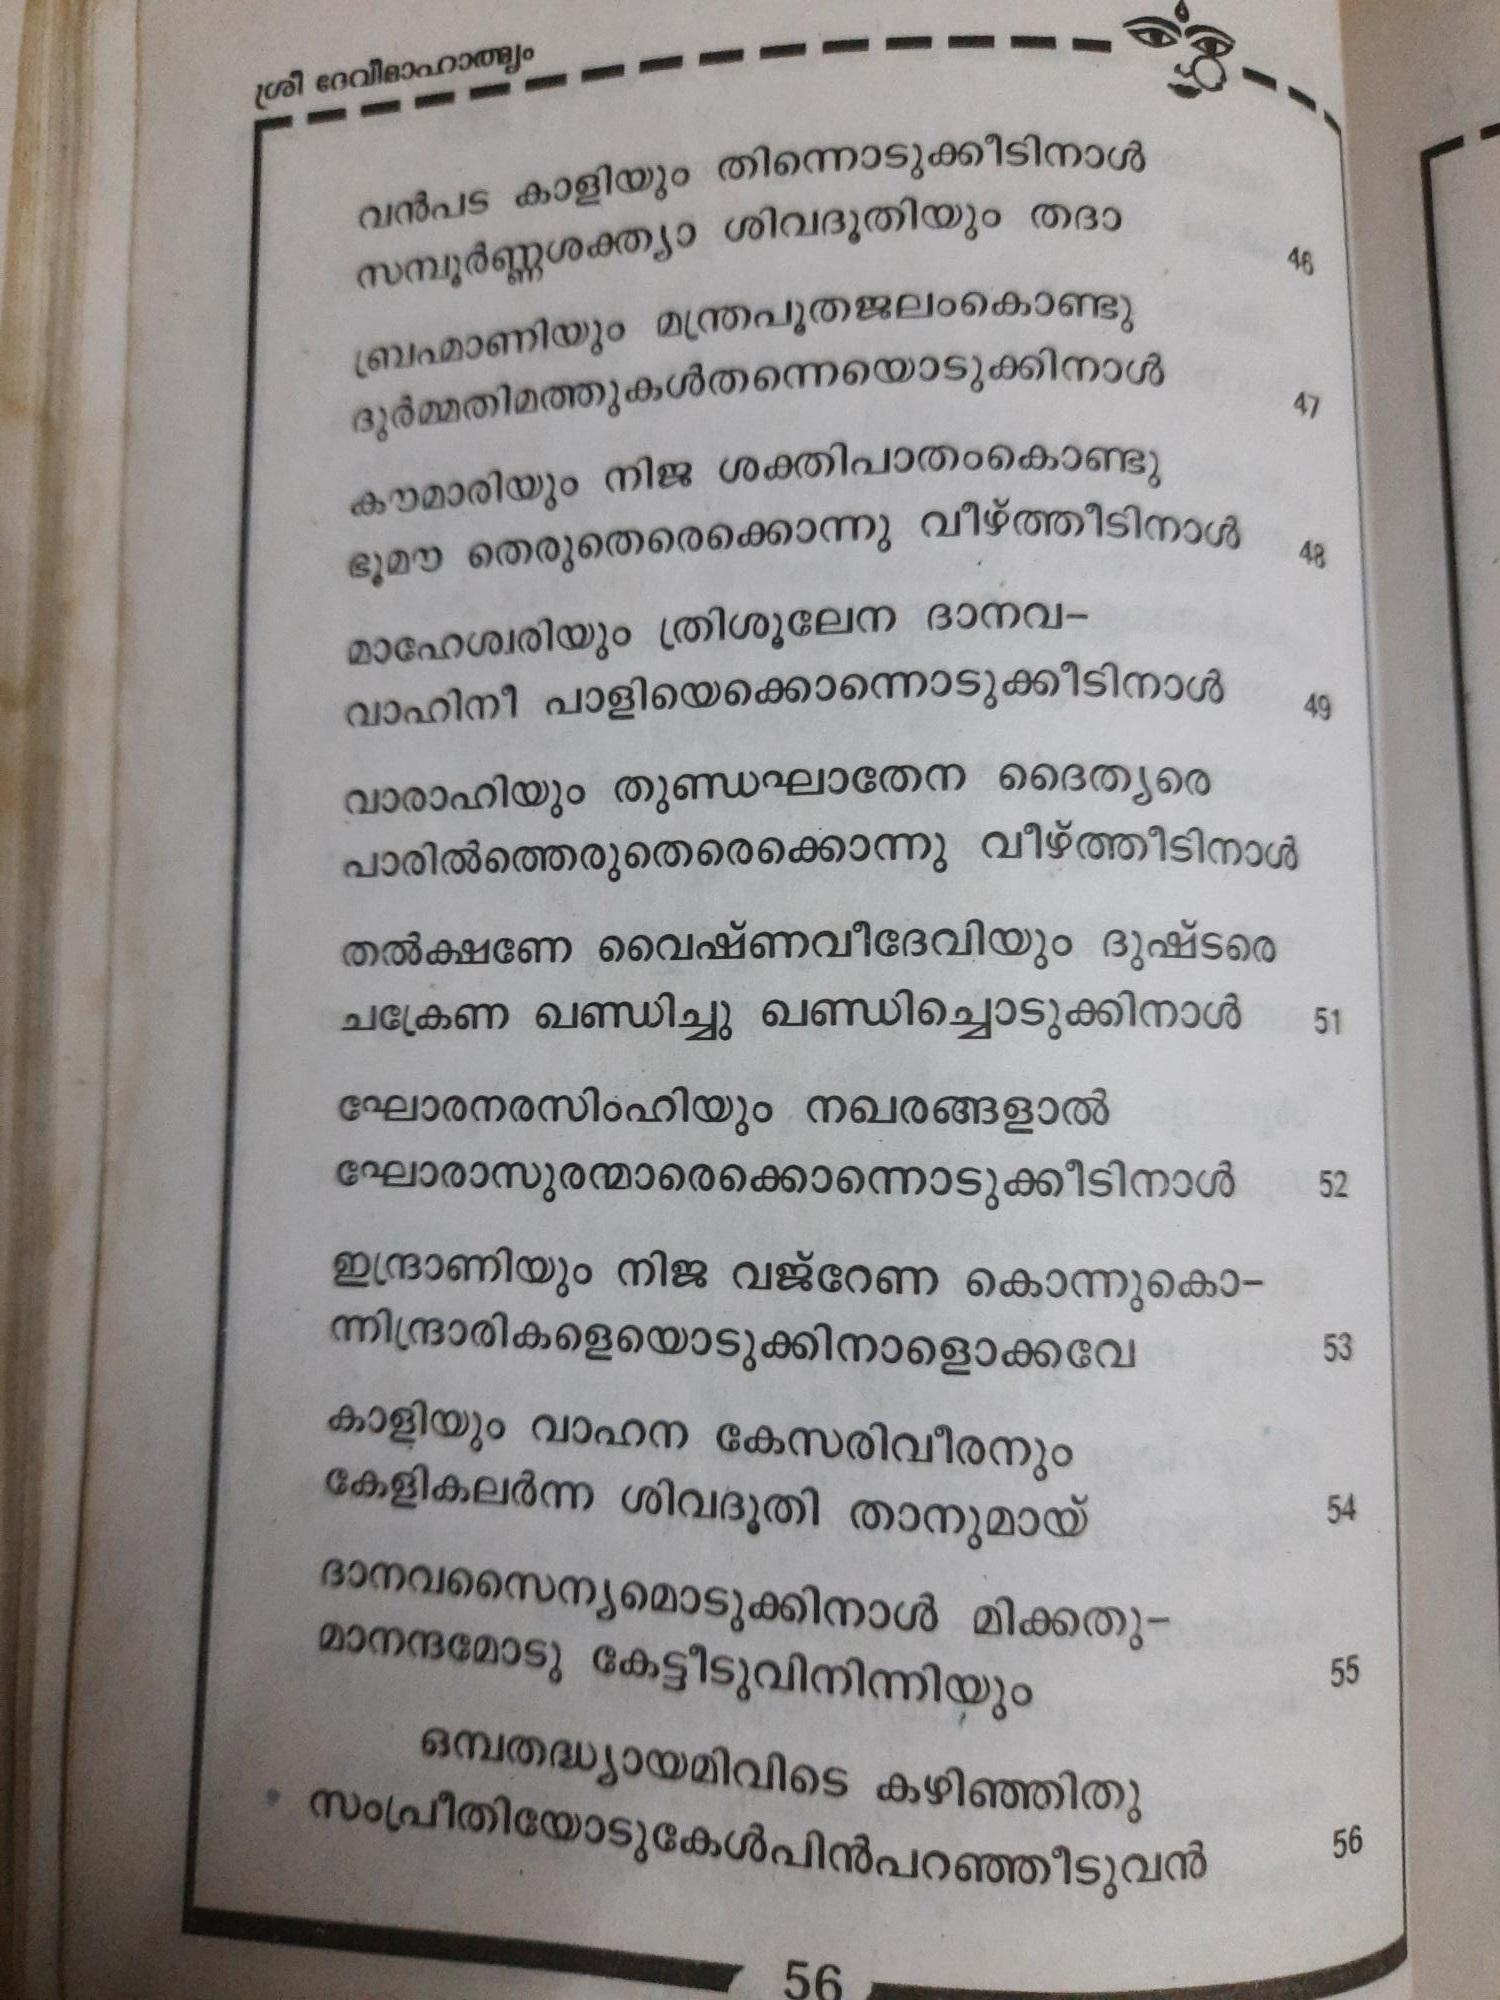 ശ്രീ ദേവീമാഹാത്മ്യം
വൻപട കാളിയും തിന്നൊടുക്കീടിനാൾ
സമ്പൂർണ്ണശക്ത്യാ ശിവദൂതിയും തദാ 46
ബ്രഹ്മാണിയും മന്ത്രപൂതജലംകൊണ്ടു
ദുർമ്മതിമത്തുകൾതന്നെയൊടുക്കിനാൾ 47
കൗമാരിയും നിജ ശക്തിപാതംകൊണ്ടു
ഭൂമൗ തെരുതെരെക്കൊന്നു വീഴ്ത്തീടിനാൾ 48
മാഹേശ്വരിയും ത്രിശൂലേന ദാനവ–
വാഹിനീ പാളിയെക്കൊന്നൊടുക്കീടിനാൾ 49
വാരാഹിയും തുണ്ഡഘാതേന ദൈത്യരെ
പാരിൽത്തെരുതെരെക്കൊന്നു വീഴ്ത്തീടിനാൾ
തൽക്ഷണേ വൈഷ്ണവീദേവിയും ദുഷ്ടരെ
ചക്രേണ ഖണ്ഡിച്ചു ഖണ്ഡിച്ചൊടുക്കിനാൾ 51
ഘോരനരസിംഹിയും നഖരങ്ങളാൽ
ഘോരാസുരന്മാരെക്കൊന്നൊടുക്കീടിനാൾ 52
ഇന്ദ്രാണിയും നിജ വജ്റേണ കൊന്നുകൊ–
ന്നിന്ദ്രാരികളെയൊടുക്കിനാളൊക്കവേ 53
കാളിയും വാഹന കേസരിവീരനും
കേളികലർന്ന ശിവദൂതി താനുമായ് 54
ദാനവസൈന്യമൊടുക്കിനാൾ മിക്കതു–
മാനന്ദമോടു കേട്ടീടുവിനിന്നിയും 55
ഒമ്പതദ്ധ്യായമിവിടെ കഴിഞ്ഞിതു
സംപ്രീതിയോടുകേൾപിൻപറഞ്ഞീടുവൻ 56
56